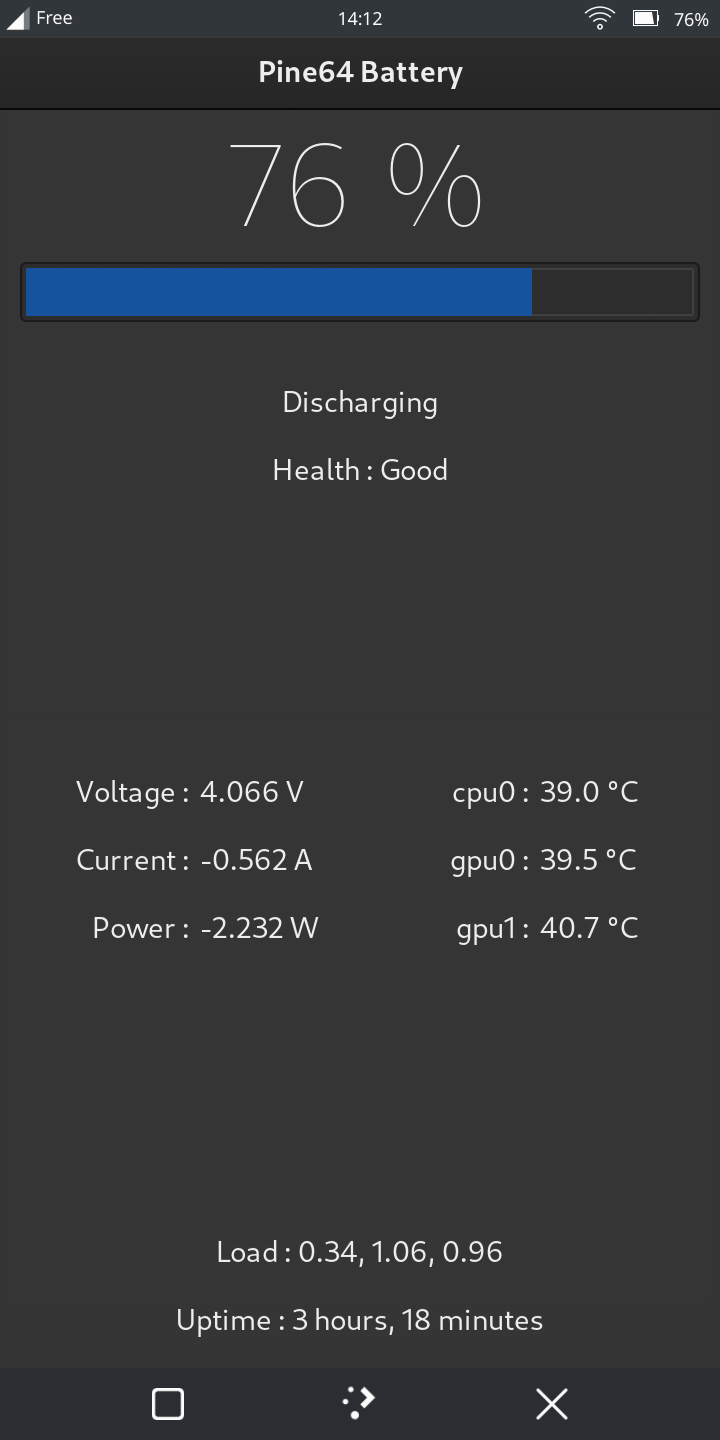 Free 14:12 76%
Pine64 Battery
76 %
Discharging
Health : Good
Voltage : 4.066 V cpu0 : 39.0 °C
Current : -0.562 A gpu0 : 39.5 °C
Power : -2.232 W gpu1 : 40.7 °C
Load : 0.34, 1.06, 0.96
Uptime : 3 hours, 18 minutes